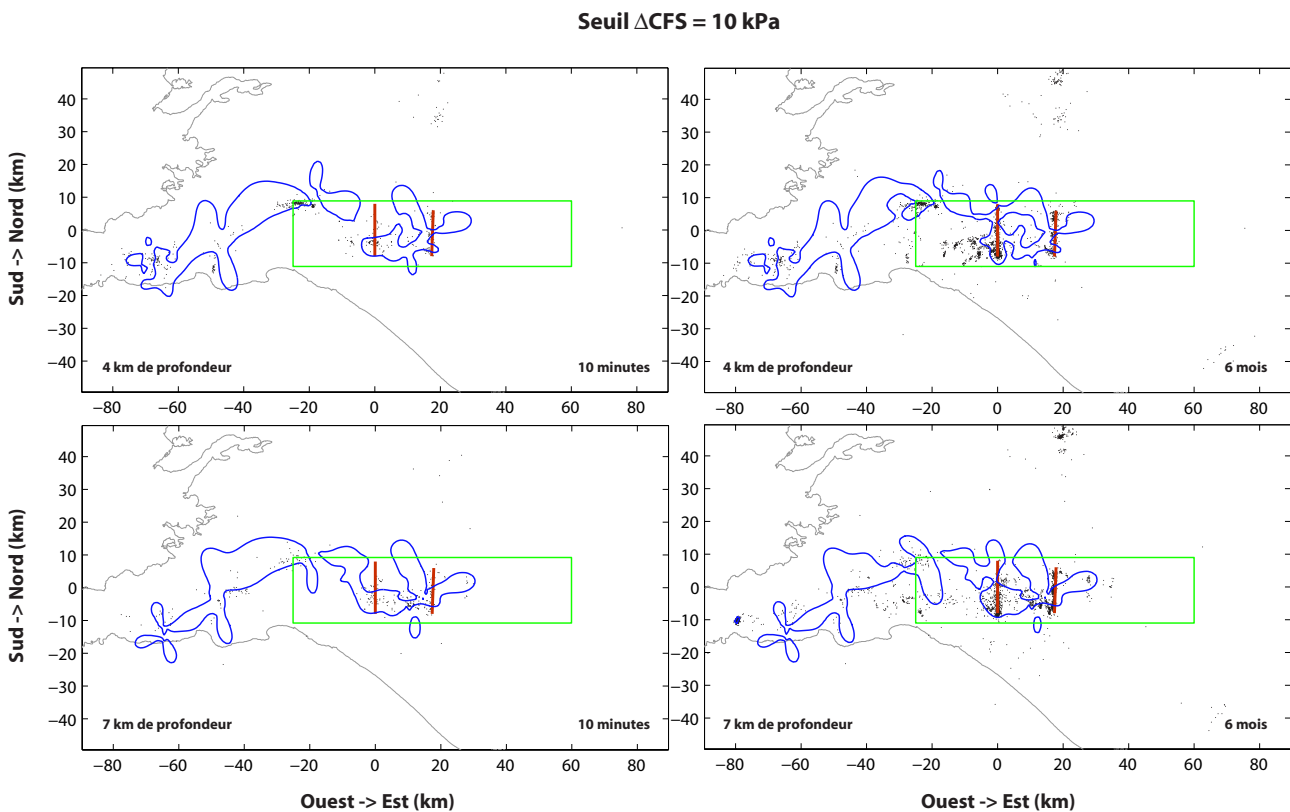 Seuil ΔCFS = 10 kPa
Sud -> Nord (km)
40
30
20
10
0
−10
−20
−30
−40
4 km de profondeur
10 minutes
−80 −60 −40 −20 0 20 40 60 80
40
30
20
10
0
−10
−20
−30
−40
4 km de profondeur
6 mois
−80 −60 −40 −20 0 20 40 60 80
Sud -> Nord (km)
40
30
20
10
0
−10
−20
−30
−40
7 km de profondeur
10 minutes
−80 −60 −40 −20 0 20 40 60 80
Ouest -> Est (km)
40
30
20
10
0
−10
−20
−30
−40
7 km de profondeur
6 mois
−80 −60 −40 −20 0 20 40 60 80
Ouest -> Est (km)